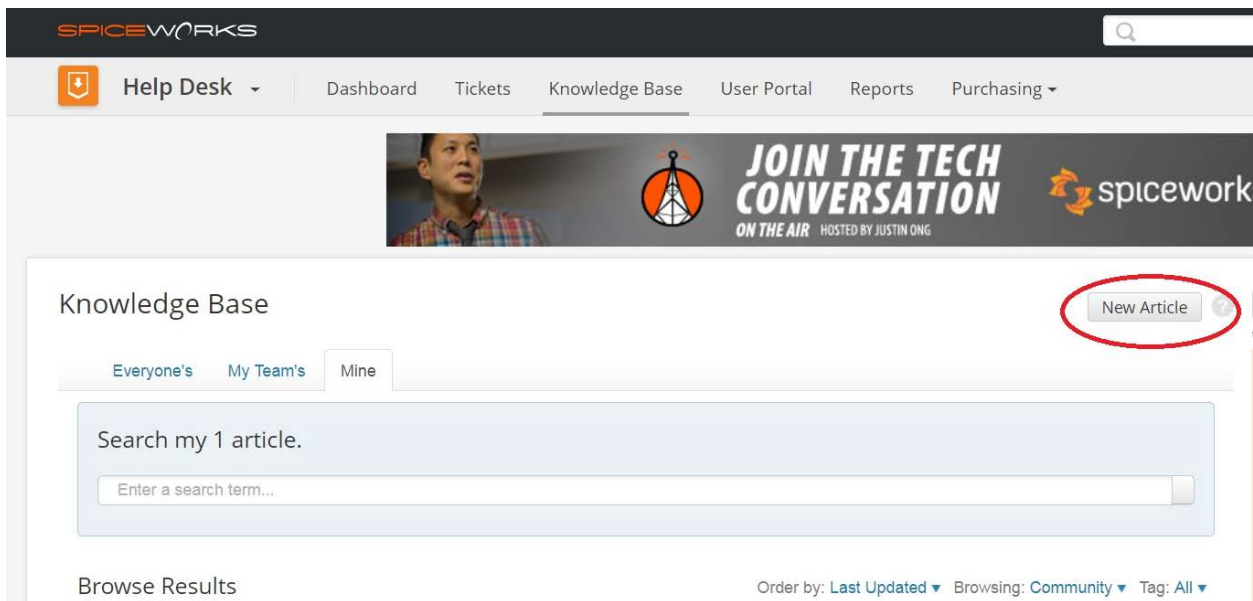 SPICEWORKS
Help Desk Dashboard Tickets Knowledge Base User Portal Reports Purchasing
JOIN THE TECH
CONVERSATION
ON THE AIR HOSTED BY JUSTIN ONG
spicework
Knowledge Base
New Article ?
Everyone's My Team's Mine
Search my 1 article.
Enter a search term...
Browse Results Order by: Last Updated Browsing: Community Tag: All